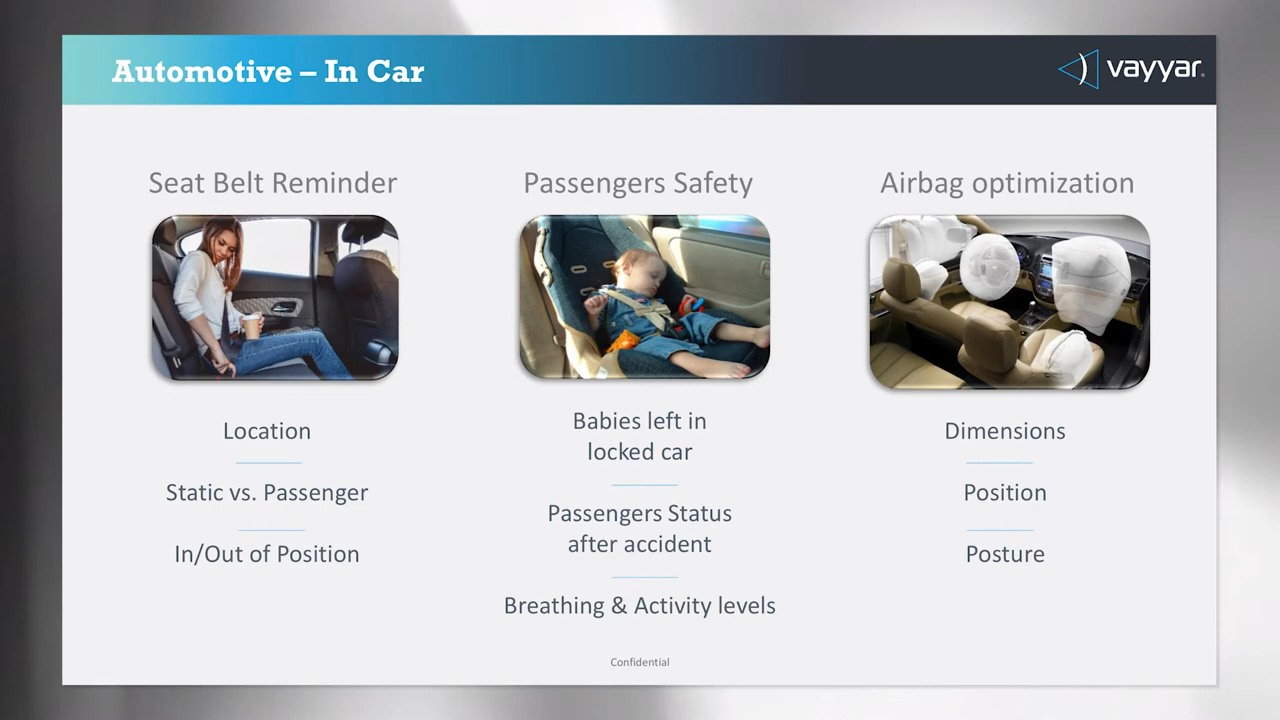 Automotive – In Car
vayyar
Seat Belt Reminder
Passengers Safety
Airbag optimization
Location
Static vs. Passenger
In/Out of Position
Babies left in
locked car
Passengers Status
after accident
Breathing & Activity levels
Dimensions
Position
Posture
Confidential